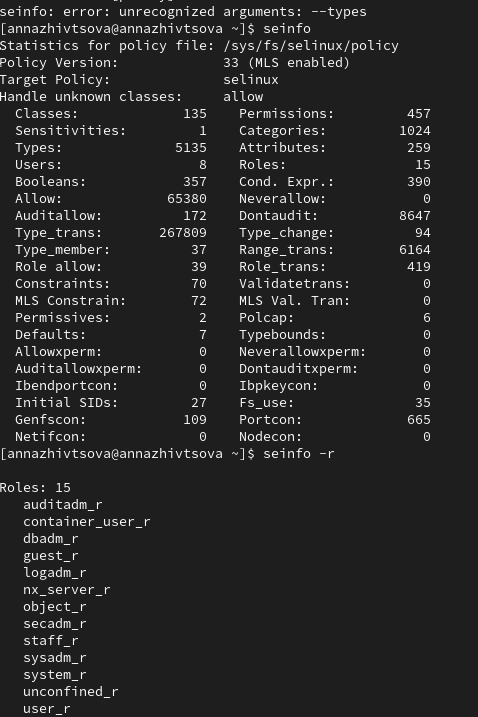 seinfo: error: unrecognized arguments: --types
[annazhivtsova@annazhivtsova ~]$ seinfo
Statistics for policy file: /sys/fs/selinux/policy
Policy Version:             33 (MLS enabled)
Target Policy:              selinux
Handle unknown classes:     allow
  Classes:             135    Permissions:         457
  Sensitivities:         1    Categories:         1024
  Types:              5135    Attributes:          259
  Users:                 8    Roles:                15
  Booleans:            357    Cond. Expr.:         390
  Allow:             65380    Neverallow:            0
  Auditallow:          172    Dontaudit:          8647
  Type_trans:       267809    Type_change:          94
  Type_member:          37    Range_trans:        6164
  Role allow:           39    Role_trans:          419
  Constraints:          70    Validatetrans:         0
  MLS Constrain:        72    MLS Val. Tran:         0
  Permissives:           2    Polcap:                6
  Defaults:              7    Typebounds:            0
  Allowxperm:            0    Neverallowxperm:       0
  Auditallowxperm:       0    Dontauditxperm:        0
  Ibendportcon:          0    Ibpkeycon:             0
  Initial SIDs:         27    Fs_use:               35
  Genfscon:            109    Portcon:             665
  Netifcon:              0    Nodecon:               0
[annazhivtsova@annazhivtsova ~]$ seinfo -r
Roles: 15
   auditadm_r
   container_user_r
   dbadm_r
   guest_r
   logadm_r
   nx_server_r
   object_r
   secadm_r
   staff_r
   sysadm_r
   system_r
   unconfined_r
   user_r